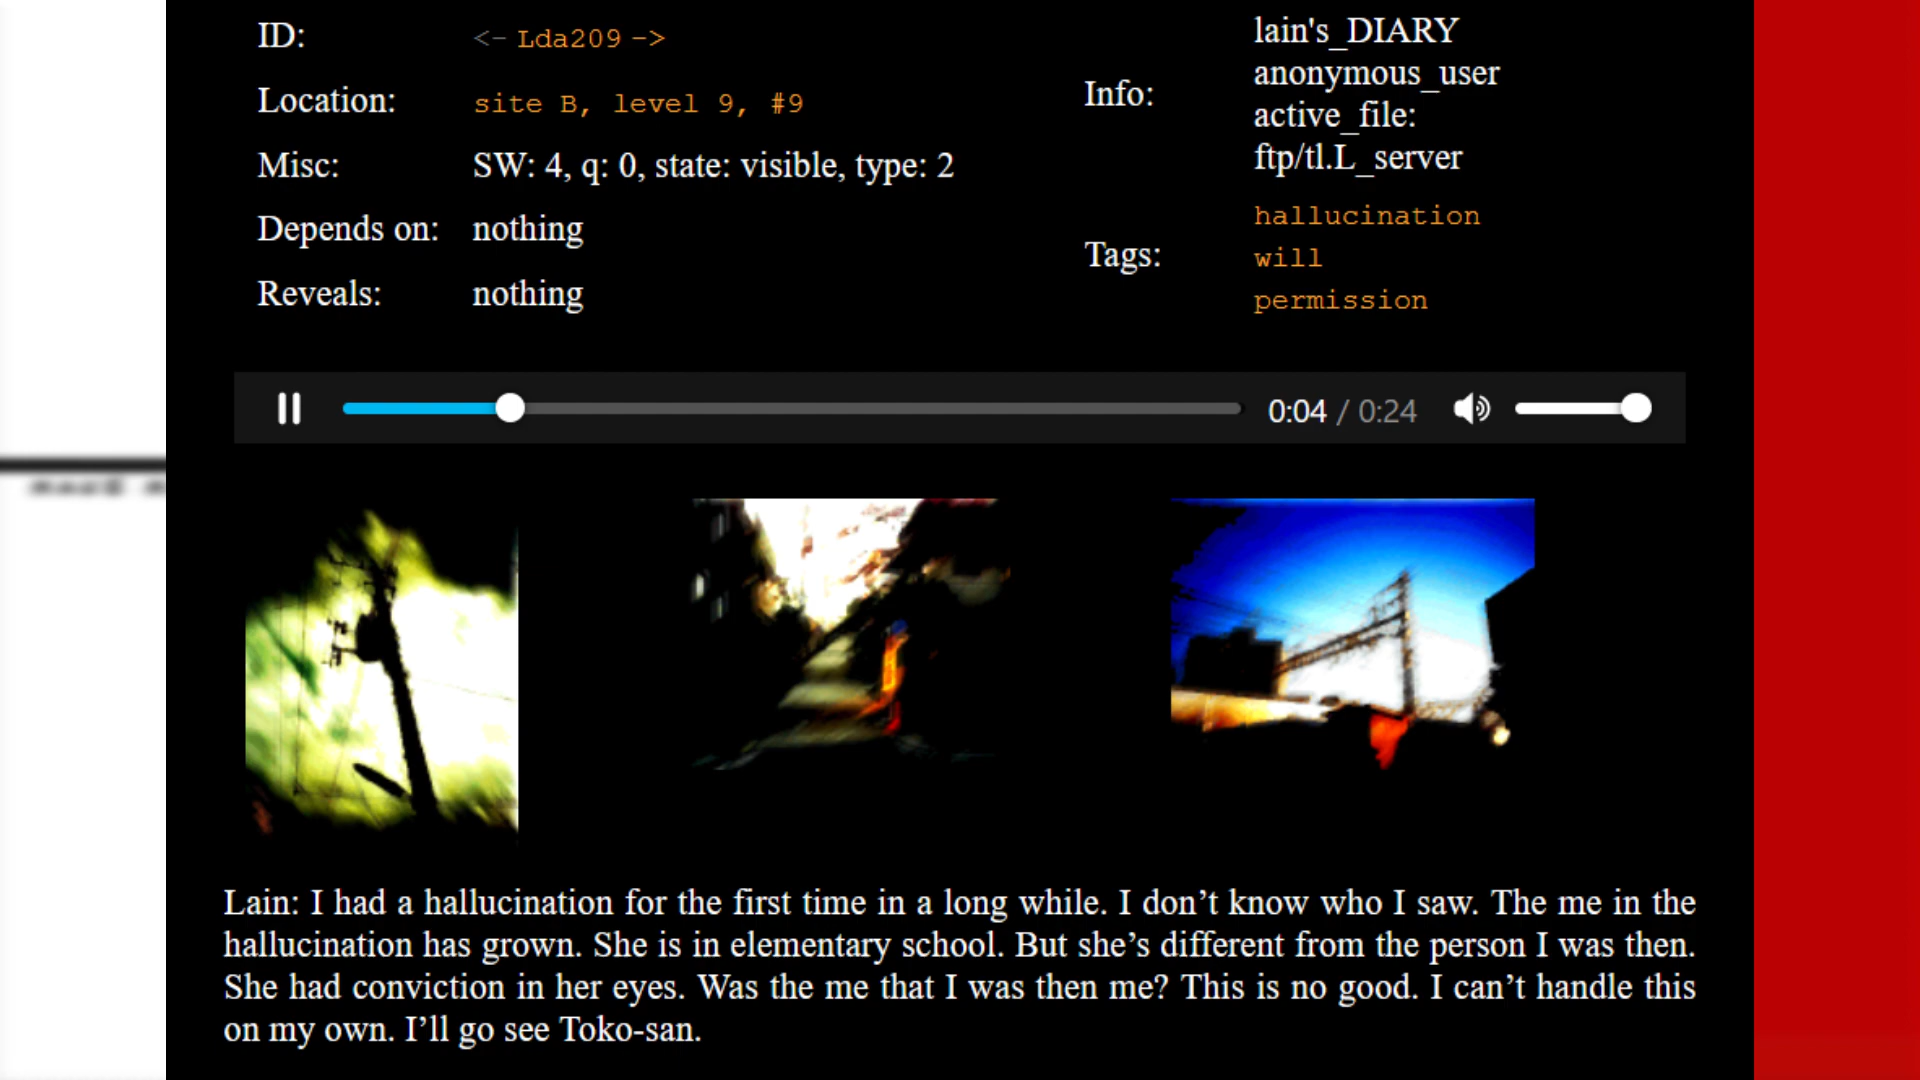 ID: <- Lda209 ->
Location: site B, level 9, #9
Misc: SW: 4, q: 0, state: visible, type: 2
Depends on: nothing
Reveals: nothing
Info: lain's_DIARY
anonymous_user
active_file:
ftp/tl.L_server
Tags: hallucination
will
permission
0:04 / 0:24
Lain: I had a hallucination for the first time in a long while. I don’t know who I saw. The me in the
hallucination has grown. She is in elementary school. But she’s different from the person I was then.
She had conviction in her eyes. Was the me that I was then me? This is no good. I can’t handle this
on my own. I’ll go see Toko-san.